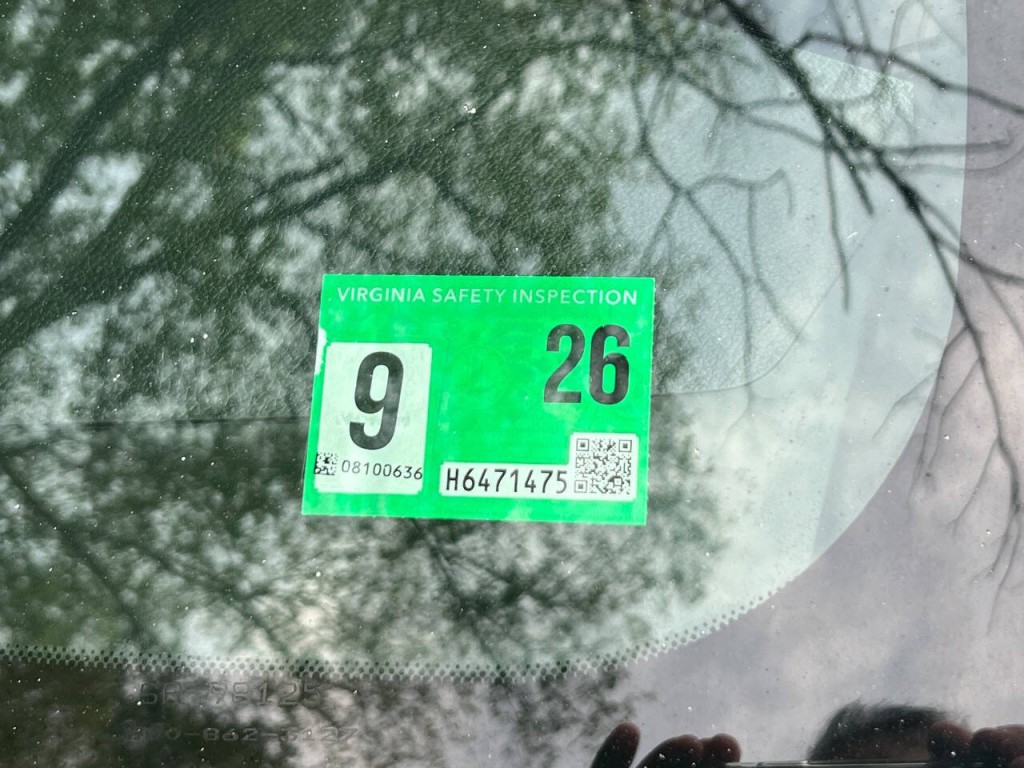 VIRGINIA SAFETY INSPECTION
26
9
08100636
H6471475